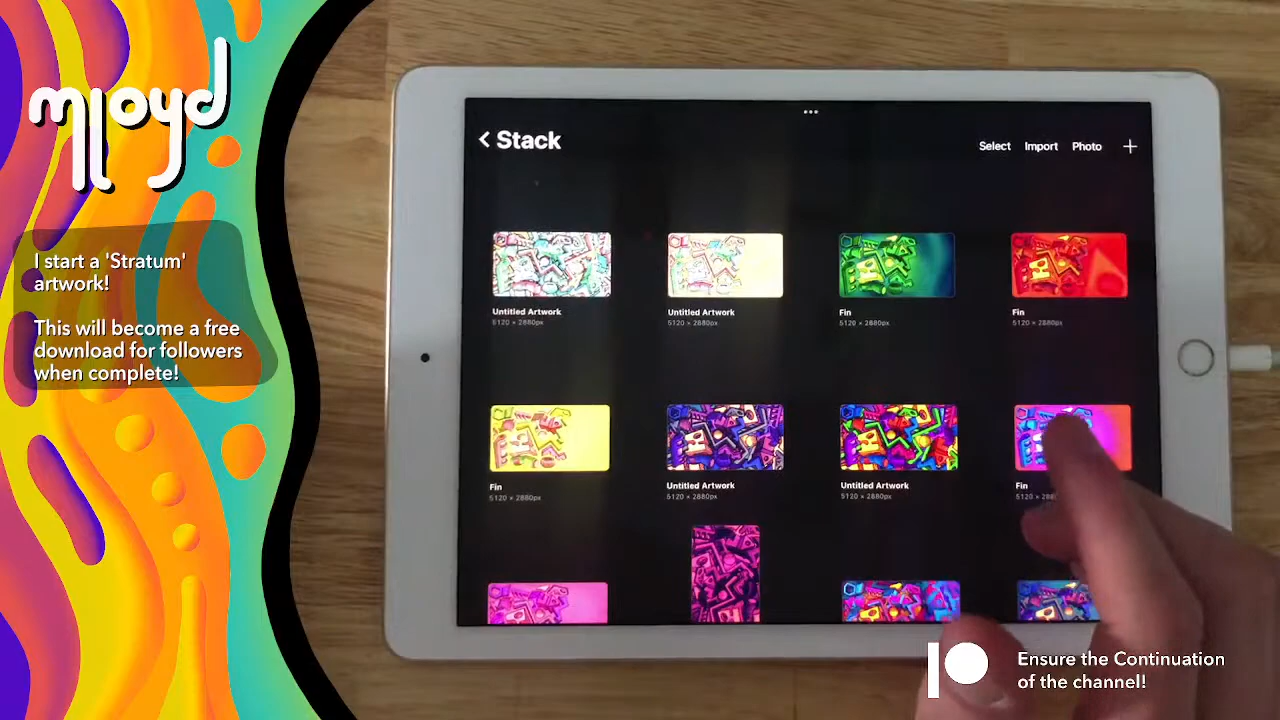 mlloyd
I start a 'Stratum'
artwork!
This will become a free
download for followers
when complete!
Stack
Select Import Photo
Untitled Artwork
5120 × 2880px
Untitled Artwork
5120 × 2880px
Fin
5120 × 2880px
Fin
5120 × 2880px
Fin
5120 × 2880px
Untitled Artwork
5120 × 2880px
Untitled Artwork
5120 × 2880px
Fin
Ensure the Continuation
of the channel!